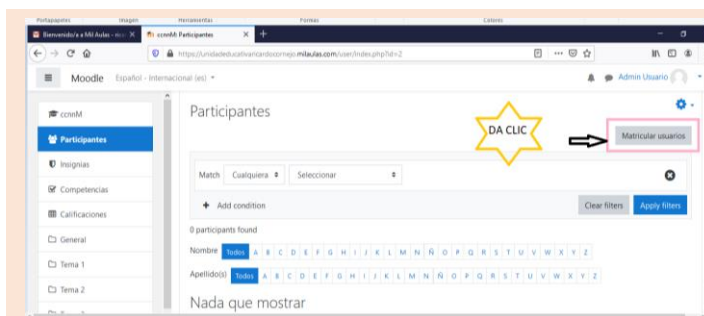 Portapapeles Imagen Herramientas Formas Colores
Bienvenido/a a Mil Aulas - ccnnM: Participantes
https://unidadeducativaricardocornejo.milaulas.com/user/index.php?id=2
Moodle Español - Internacional (es) Admin Usuario
ccnnM
Participantes
Insignias
Competencias
Calificaciones
General
Tema 1
Tema 2
Participantes
DA CLIC
Matricular usuarios
Match Cualquiera Seleccionar
Add condition Clear filters Apply filters
0 participants found
Nombre Todos A B C D E F G H I J K L M N Ñ O P Q R S T U V W X Y Z
Apellido(s) Todos A B C D E F G H I J K L M N Ñ O P Q R S T U V W X Y Z
Nada que mostrar